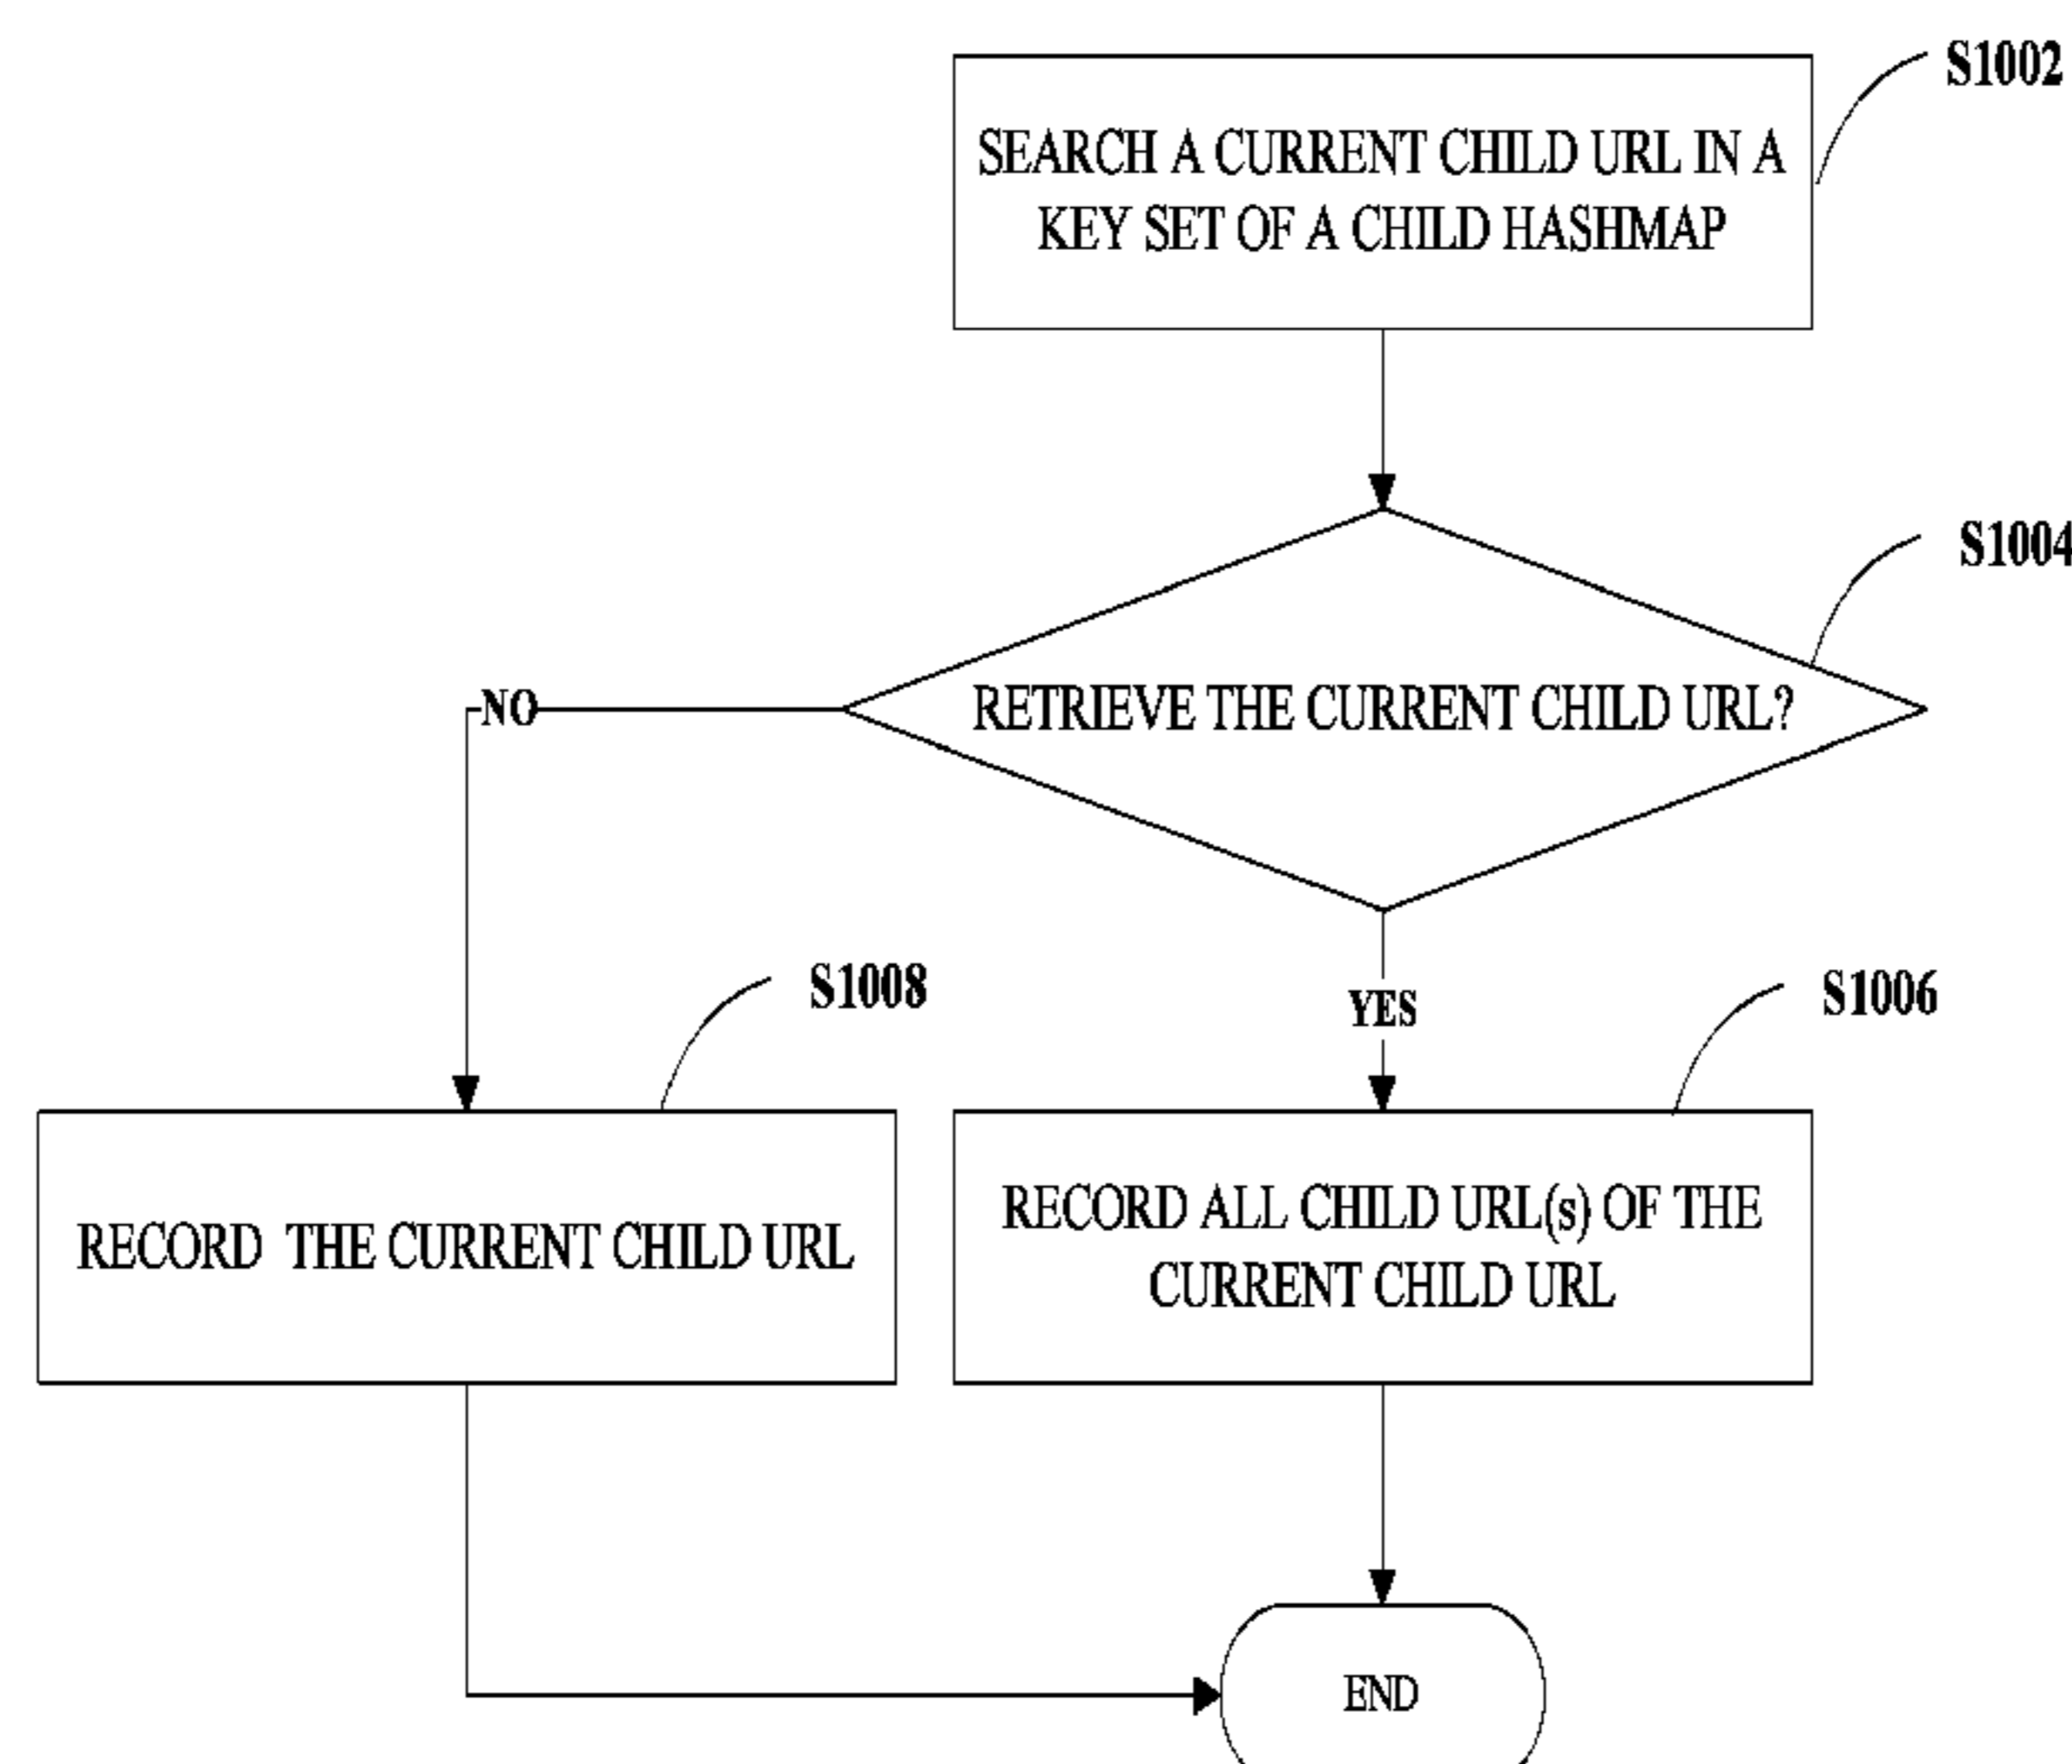 S1002
SEARCH A CURRENT CHILD URL IN A
KEY SET OF A CHILD HASHMAP
S1004
RETRIEVE THE CURRENT CHILD URL?
NO
YES
S1008
S1006
RECORD THE CURRENT CHILD URL
RECORD ALL CHILD URL(s) OF THE
CURRENT CHILD URL
END